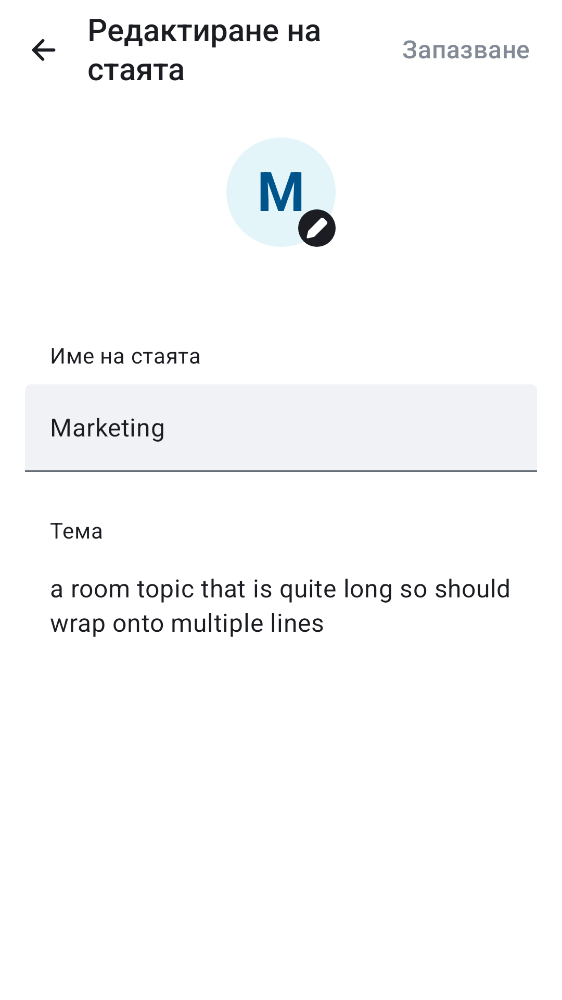 Редактиране на
стаята
Запазване
M
Име на стаята
Marketing
Тема
a room topic that is quite long so should
wrap onto multiple lines